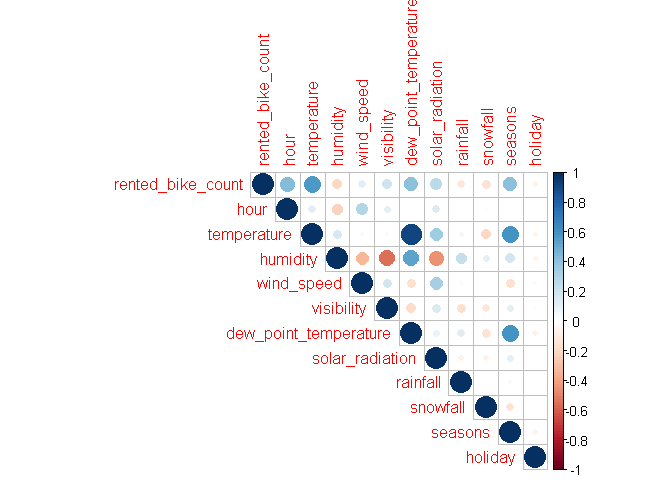 rented_bike_count
hour
temperature
humidity
wind_speed
visibility
dew_point_temperature
solar_radiation
rainfall
snowfall
seasons
holiday
rented_bike_count
hour
temperature
humidity
wind_speed
visibility
dew_point_temperature
solar_radiation
rainfall
snowfall
seasons
holiday
1
0.8
0.6
0.4
0.2
0
-0.2
-0.4
-0.6
-0.8
-1